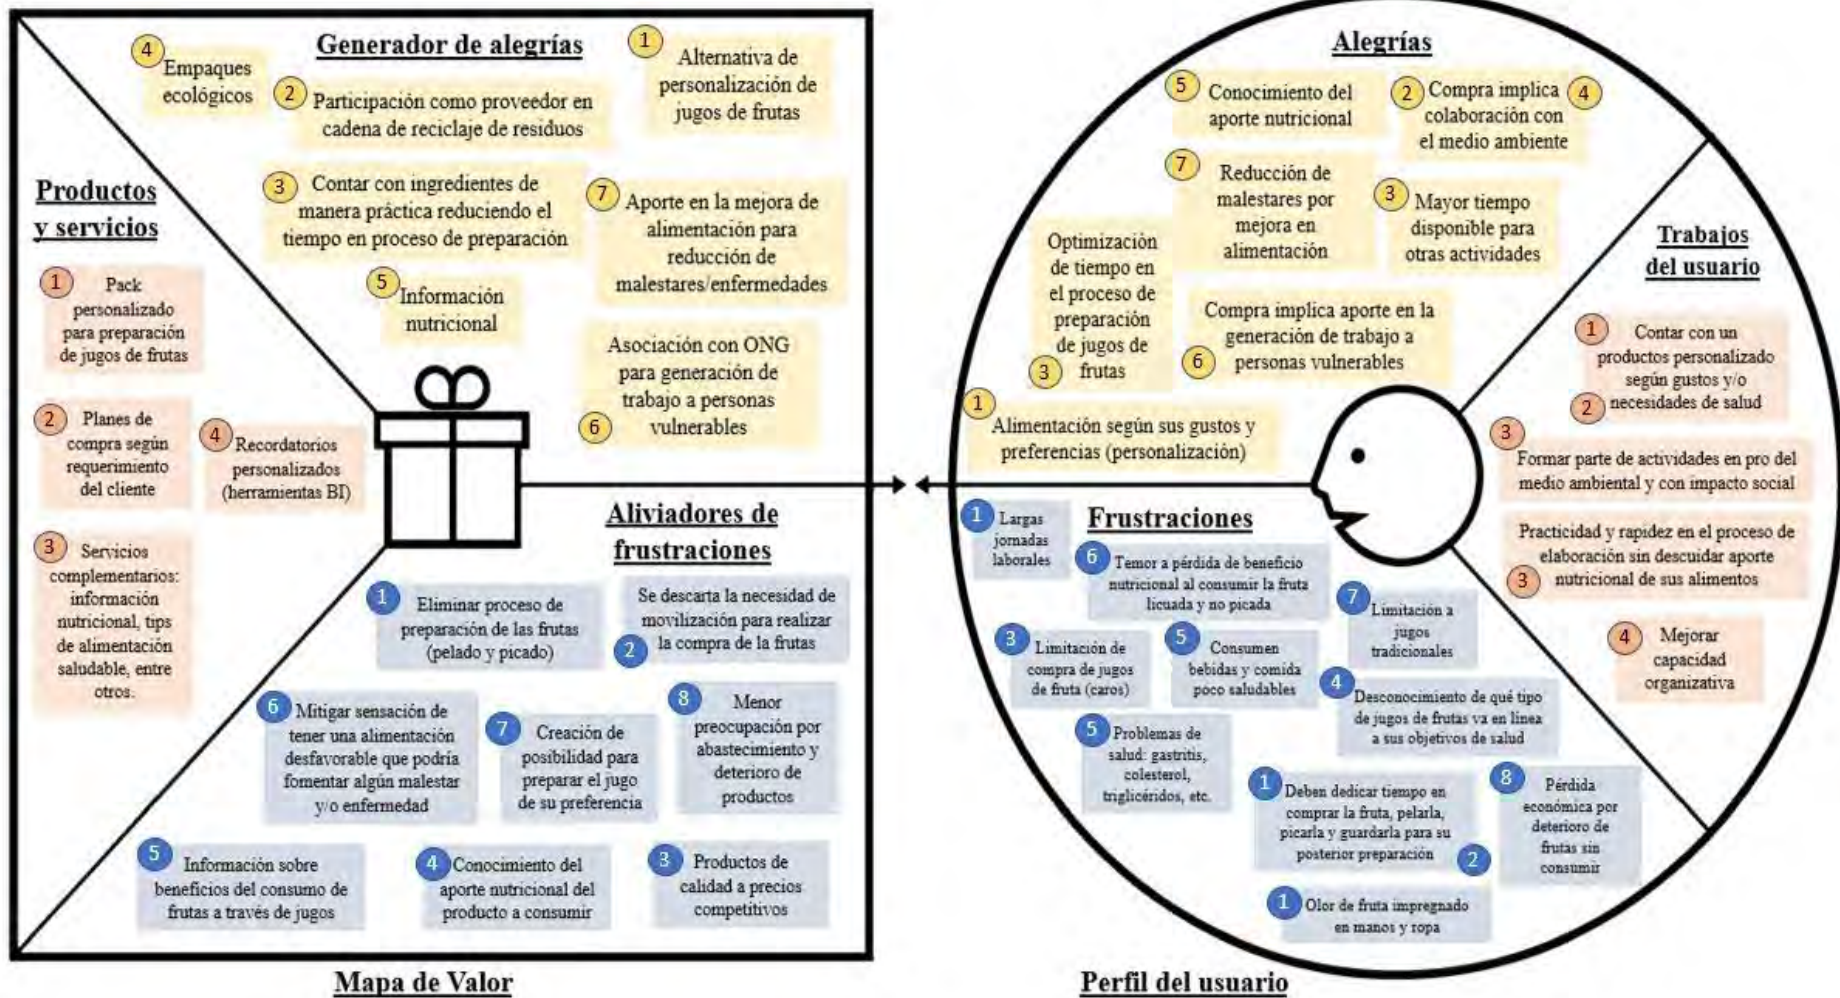 Generador de alegrías
4
Empaques
ecológicos
2
Participación como proveedor en
cadena de reciclaje de residuos
1
Alternativa de
personalización de
jugos de frutas
3
Contar con ingredientes de
manera práctica reduciendo el
tiempo en proceso de preparación
7
Aporte en la mejora de
alimentación para
reducción de
malestares/enfermedades
5
Información
nutricional
Asociación con ONG
para generación de
trabajo a personas
6
vulnerables
Productos
y servicios
1
Pack
personalizado
para preparación
de jugos de frutas
2
Planes de
compra según
requerimiento
del cliente
4
Recordatorios
personalizados
(herramientas BI)
3
Servicios
complementarios:
información
nutricional, tips
de alimentación
saludable, entre
otros.
Aliviadores de
frustraciones
1
Eliminar proceso de
preparación de las frutas
(pelado y picado)
Se descarta la necesidad de
movilización para realizar
la compra de la frutas
2
6
Mitigar sensación de
tener una alimentación
desfavorable que podría
fomentar algún malestar
y/o enfermedad
7
Creación de
posibilidad para
preparar el jugo
de su preferencia
8
Menor
preocupación por
abastecimiento y
deterioro de
productos
5
Información sobre
beneficios del consumo de
frutas a través de jugos
4
Conocimiento del
aporte nutricional del
producto a consumir
3
Productos de
calidad a precios
competitivos
Mapa de Valor
Alegrías
5
Conocimiento del
aporte nutricional
2
Compra implica
4
colaboración con
el medio ambiente
7
Reducción de
malestares por
mejora en
alimentación
3
Mayor tiempo
disponible para
otras actividades
Optimización
de tiempo en
el proceso de
preparación
de jugos de
3
frutas
Compra implica aporte en la
generación de trabajo a
6
personas vulnerables
1
Alimentación según sus gustos y
preferencias (personalización)
Trabajos
del usuario
1
Contar con un
productos personalizado
según gustos y/o
2
necesidades de salud
3
Formar parte de actividades en pro del
medio ambiental y con impacto social
Practicidad y rapidez en el proceso de
elaboración sin descuidar aporte
3
nutricional de sus alimentos
4
Mejorar
capacidad
organizativa
Frustraciones
1
Largas
jornadas
laborales
6
Temor a pérdida de beneficio
nutricional al consumir la fruta
licuada y no picada
7
Limitación a
jugos
tradicionales
3
Limitación de
compra de jugos
de fruta (caros)
5
Consumen
bebidas y comida
poco saludables
4
Desconocimiento de qué tipo
de jugos de frutas va en línea
a sus objetivos de salud
5
Problemas de
salud: gastritis,
colesterol,
triglicéridos, etc.
1
Deben dedicar tiempo en
comprar la fruta, pelarla,
picarla y guardarla para su
posterior preparación
2
8
Pérdida
económica por
deterioro de
frutas sin
consumir
1
Olor de fruta impregnado
en manos y ropa
Perfil del usuario